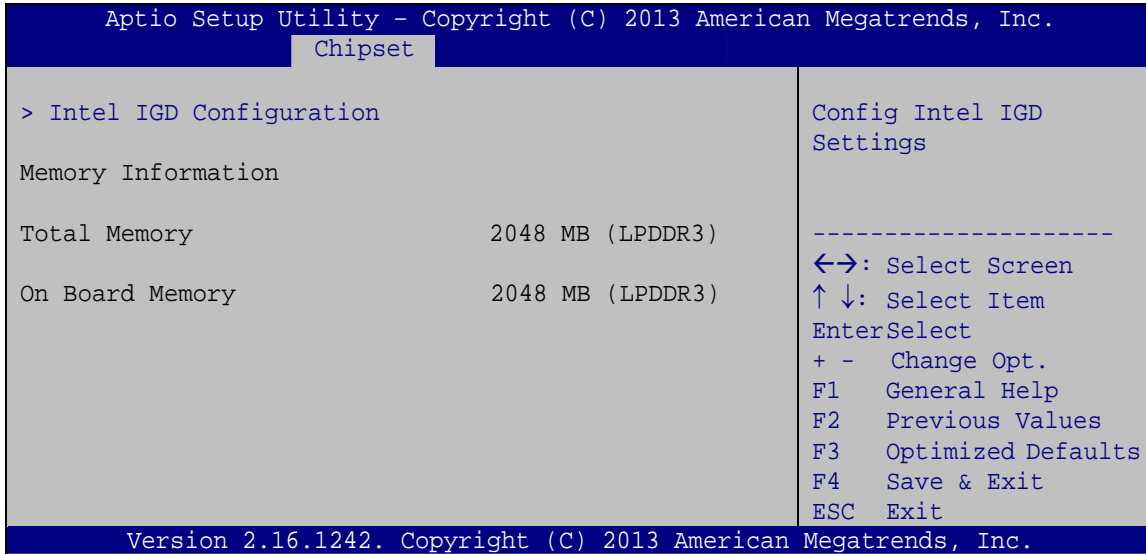 Aptio Setup Utility – Copyright (C) 2013 American Megatrends, Inc.
Chipset
> Intel IGD Configuration
Memory Information
Total Memory 2048 MB (LPDDR3)
On Board Memory 2048 MB (LPDDR3)
Config Intel IGD
Settings
---------------------
←→: Select Screen
↑ ↓: Select Item
EnterSelect
+ - Change Opt.
F1 General Help
F2 Previous Values
F3 Optimized Defaults
F4 Save & Exit
ESC Exit
Version 2.16.1242. Copyright (C) 2013 American Megatrends, Inc.